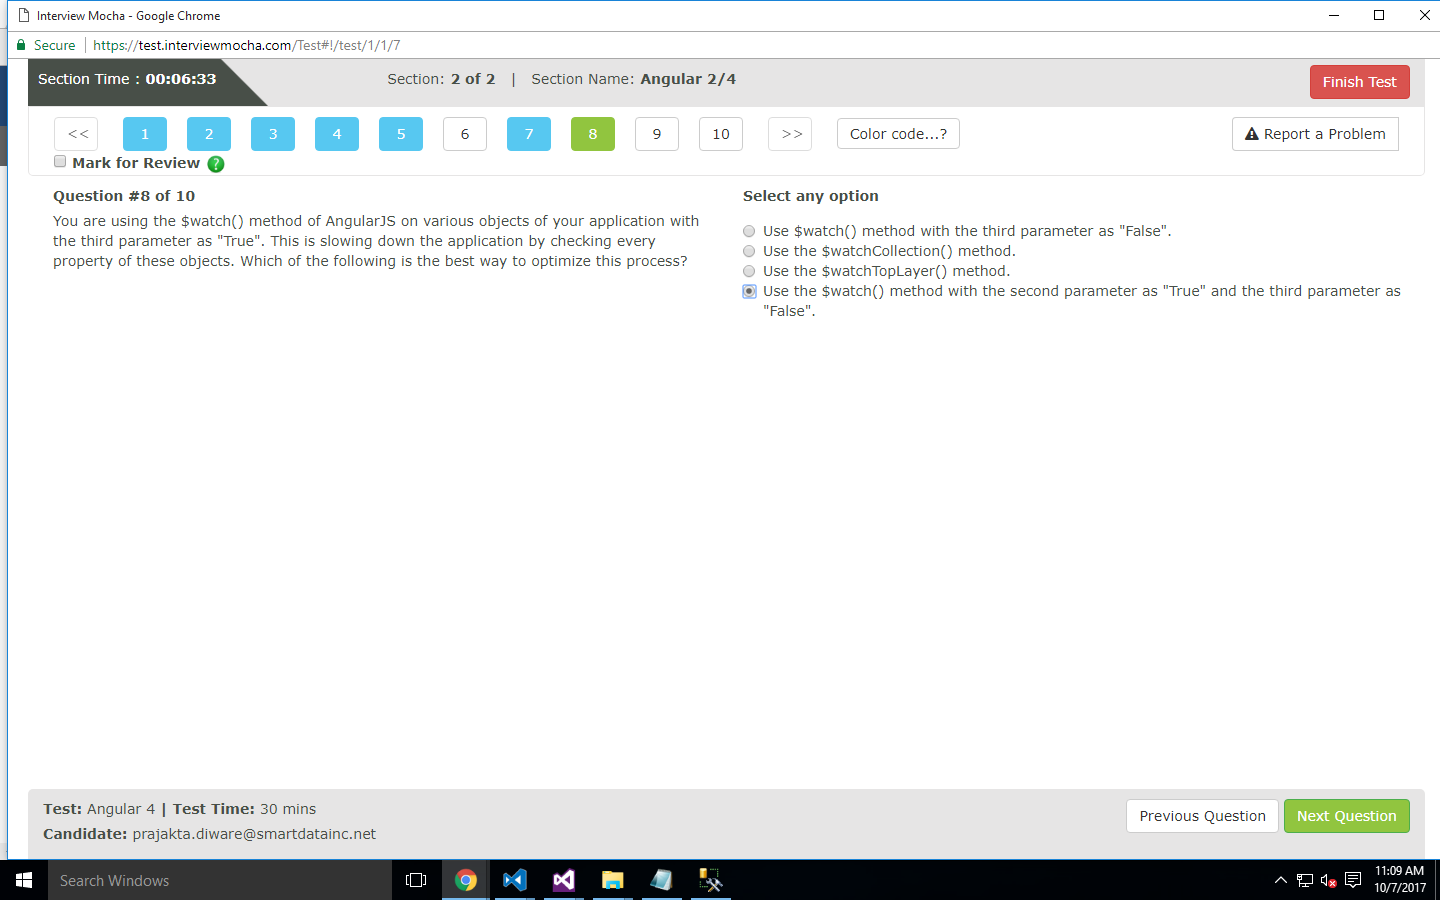 Interview Mocha - Google Chrome
Secure | https://test.interviewmocha.com/Test#!/test/1/1/7
Section Time : 00:06:33
Section: 2 of 2 | Section Name: Angular 2/4
Finish Test
<< 1 2 3 4 5 6 7 8 9 10 >> Color code...?
Report a Problem
Mark for Review ?
Question #8 of 10
You are using the $watch() method of AngularJS on various objects of your application with
the third parameter as "True". This is slowing down the application by checking every
property of these objects. Which of the following is the best way to optimize this process?
Select any option
Use $watch() method with the third parameter as "False".
Use the $watchCollection() method.
Use the $watchTopLayer() method.
Use the $watch() method with the second parameter as "True" and the third parameter as
"False".
Test: Angular 4 | Test Time: 30 mins
Candidate: prajakta.diware@smartdatainc.net
Previous Question
Next Question
Search Windows
11:09 AM
10/7/2017